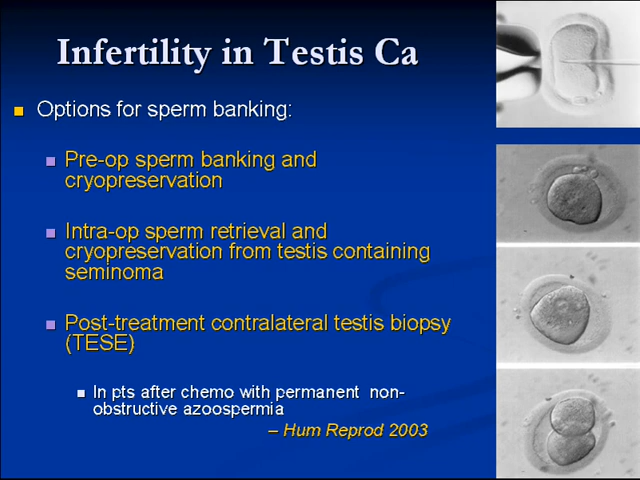 Infertility in Testis Ca
Options for sperm banking:
Pre-op sperm banking and
cryopreservation
Intra-op sperm retrieval and
cryopreservation from testis containing
seminoma
Post-treatment contralateral testis biopsy
(TESE)
In pts after chemo with permanent non-
obstructive azoospermia
– Hum Reprod 2003